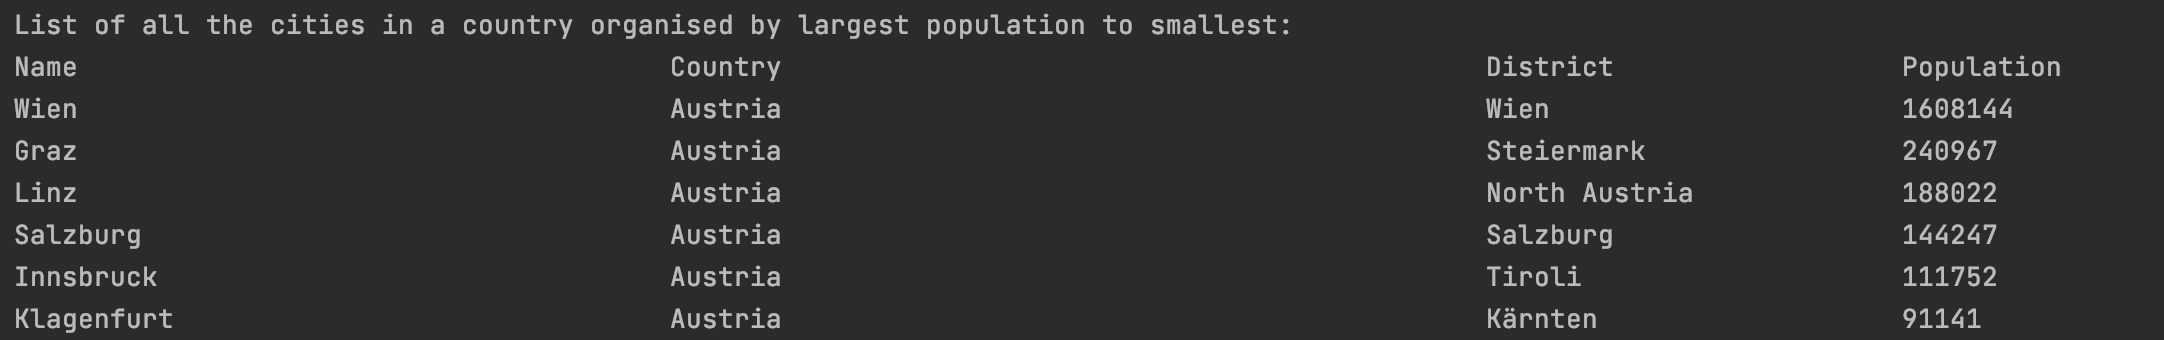 List of all the cities in a country organised by largest population to smallest:
Name Country District Population
Wien Austria Wien 1608144
Graz Austria Steiermark 240967
Linz Austria North Austria 188022
Salzburg Austria Salzburg 144247
Innsbruck Austria Tiroli 111752
Klagenfurt Austria Kärnten 91141